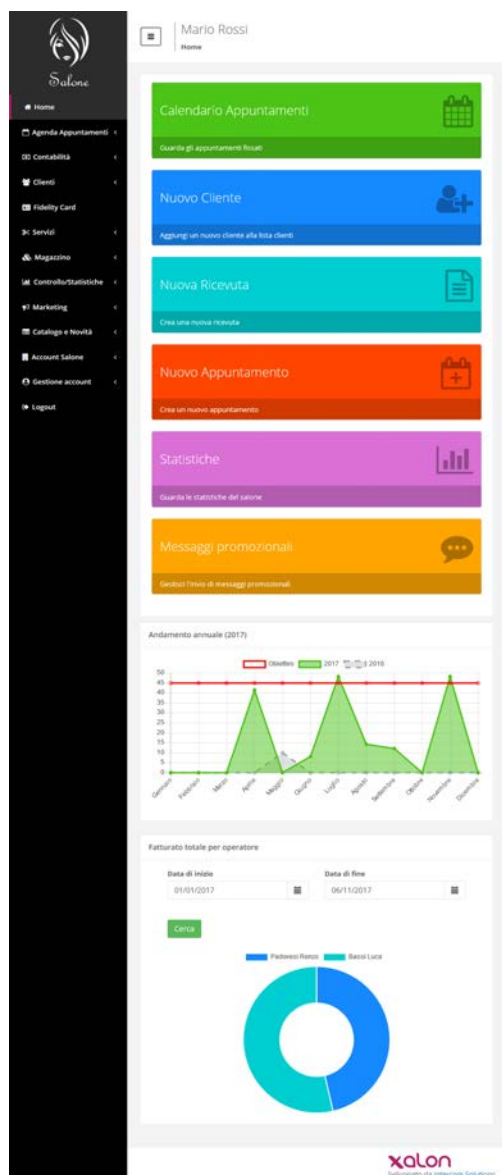 Salone
Home
Agenda Appuntamenti
Contabilità
Clienti
Fidelity Card
Servizi
Magazzino
Controllo/Statistiche
Marketing
Catalogo e Novità
Account Salone
Gestione account
Logout
Mario Rossi
Home
Calendario Appuntamenti
Guarda gli appuntamenti fissati
Nuovo Cliente
Aggiungi un nuovo cliente alla lista clienti
Nuova Ricevuta
Crea una nuova ricevuta
Nuovo Appuntamento
Crea un nuovo appuntamento
Statistiche
Guarda le statistiche del salone
Messaggi promozionali
Gestisci l'invio di messaggi promozionali
Andamento annuale (2017)
Obiettivo 2017 2016
50
45
40
35
30
25
20
15
10
5
0
Gennaio Febbraio Marzo Aprile Maggio Giugno Luglio Agosto Settembre Ottobre Novembre Dicembre
Fatturato totale per operatore
Data di inizio Data di fine
01/01/2017 06/11/2017
Cerca
Padovesi Renzo Bassi Luca
xalon
Sviluppato da Intercom Solutions